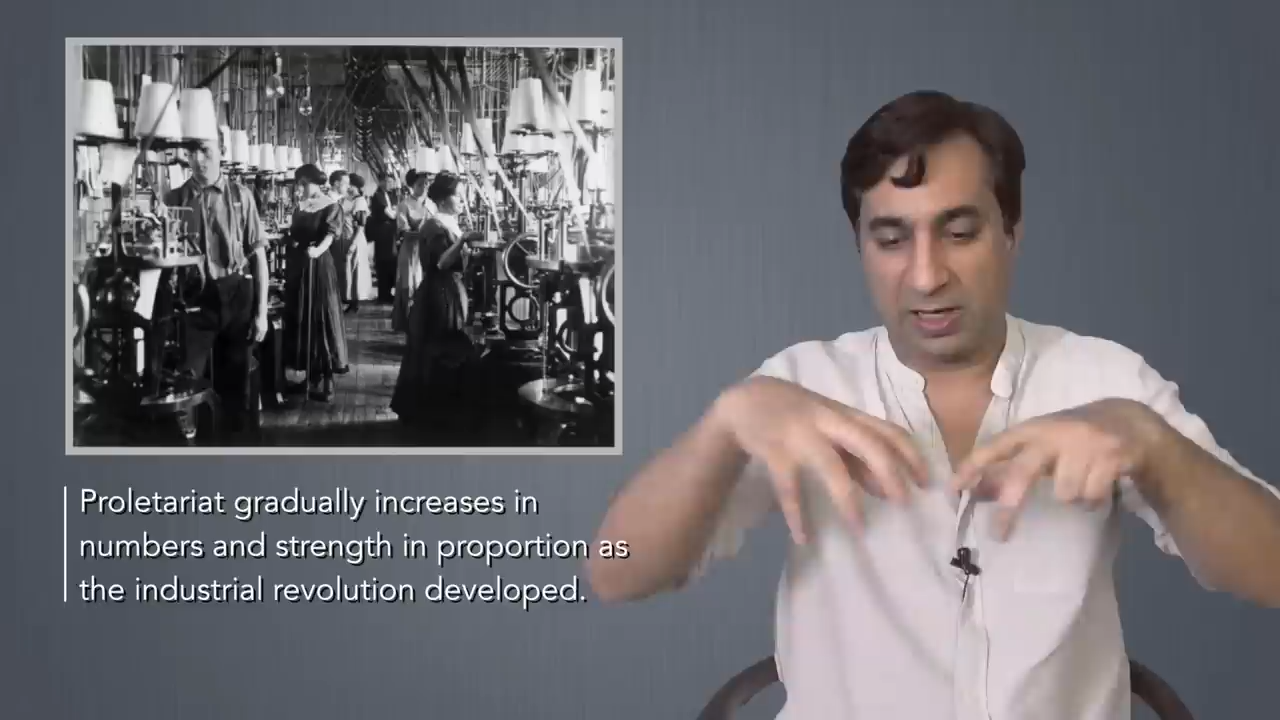 Proletariat gradually increases in
numbers and strength in proportion as
the industrial revolution developed.